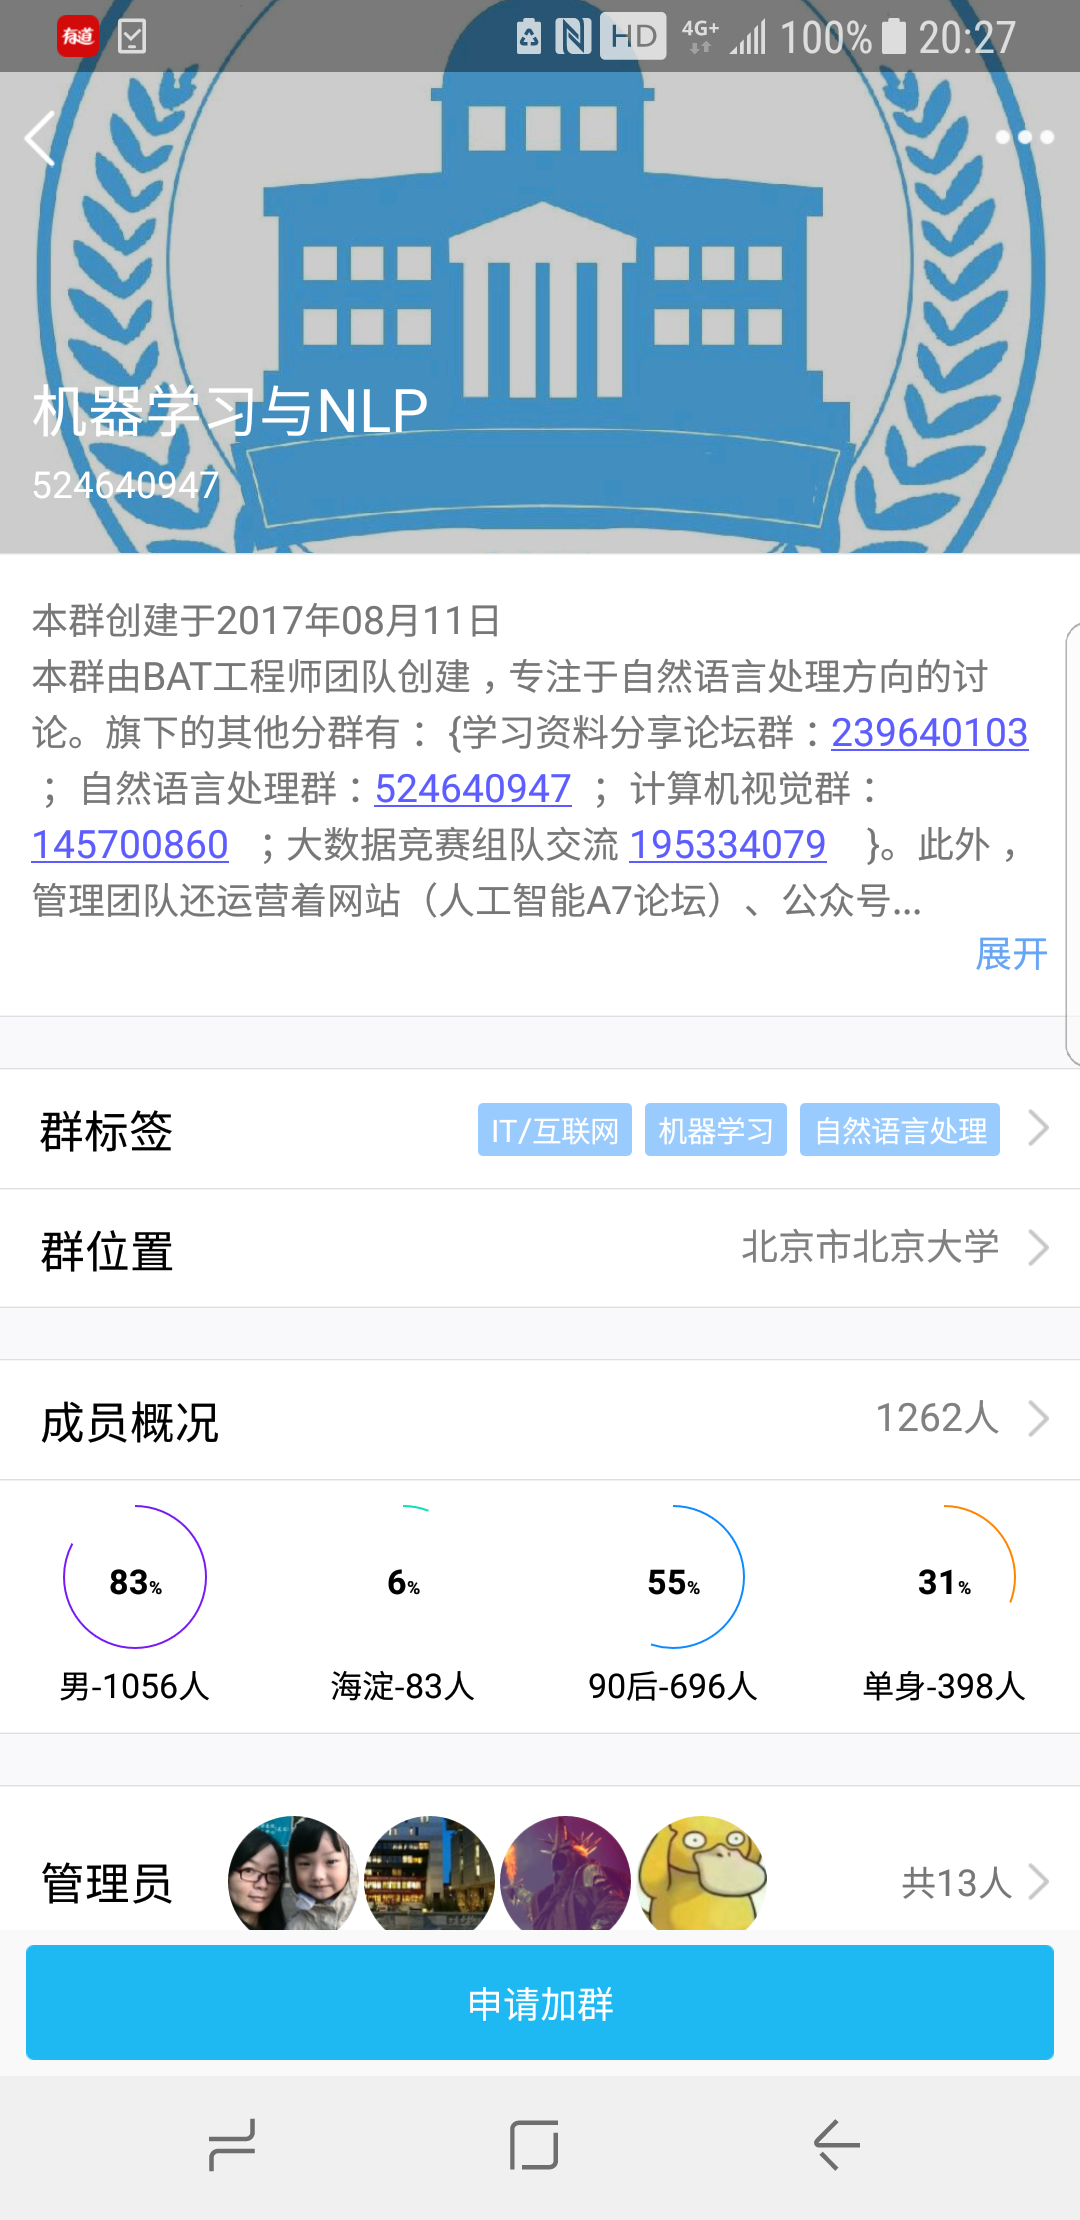 有道
HD 4G+ 100% 20:27
机器学习与NLP
524640947
本群创建于2017年08月11日
本群由BAT工程师团队创建，专注于自然语言处理方向的讨
论。旗下的其他分群有： {学习资料分享论坛群：239640103
； 自然语言处理群：524640947 ； 计算机视觉群：
145700860 ；大数据竞赛组队交流 195334079 }。此外，
管理团队还运营着网站（人工智能A7论坛）、公众号...
展开
群标签 IT/互联网 机器学习 自然语言处理
群位置 北京市北京大学
成员概况 1262人
83% 6% 55% 31%
男-1056人 海淀-83人 90后-696人 单身-398人
管理员 共13人
申请加群